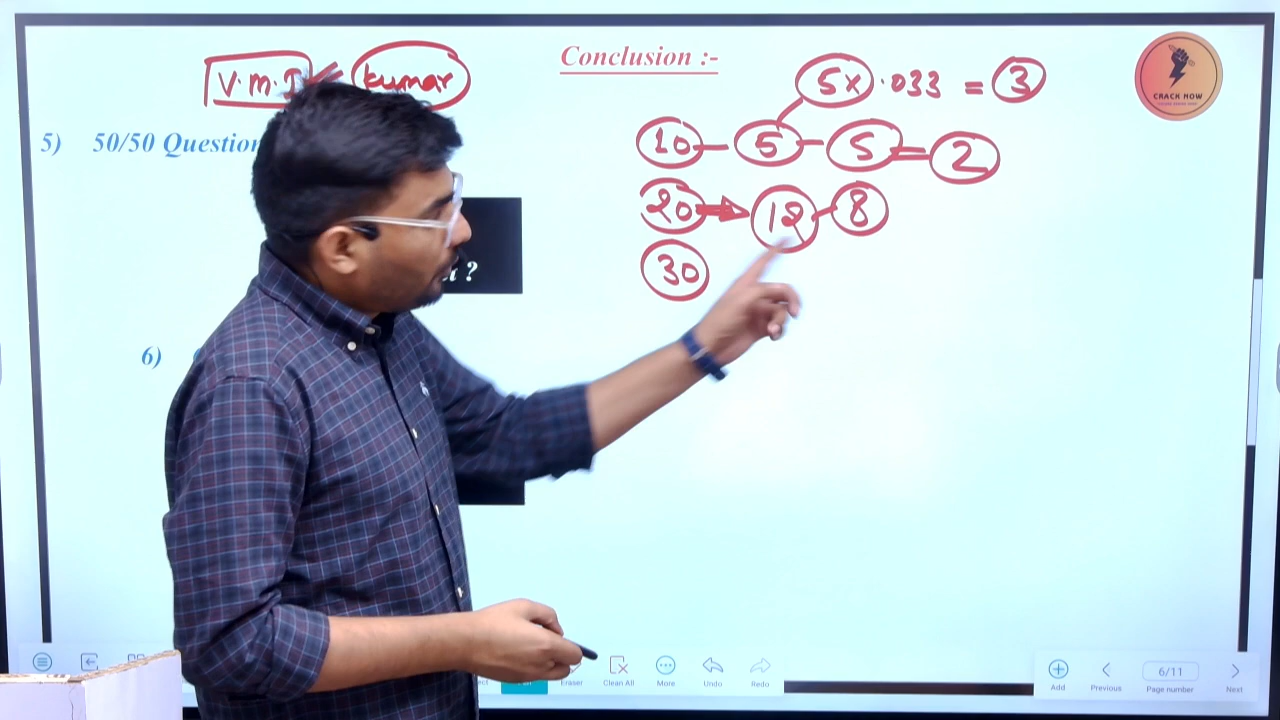 Conclusion :-
V.M.I kumar
5x .033 = 3
10 - 5 - 5 = 2
5) 50/50 Question
20 → 12 - 8
30
?
6)
CRACK NOW
Eraser
Clean All
More
Undo
Redo
Add
Previous
6/11
Page number
Next